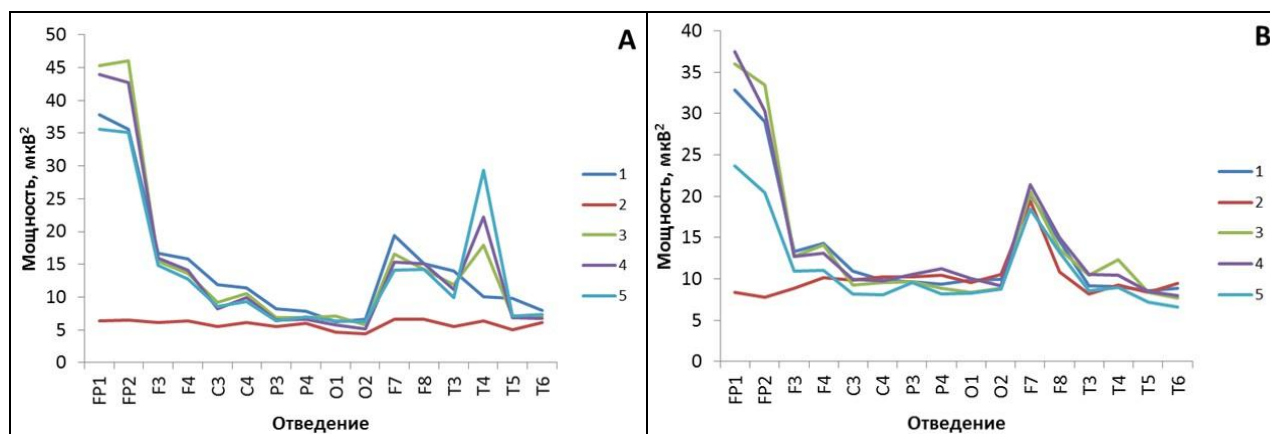 A
Мощность, мкВ²
50
45
40
35
30
25
20
15
10
5
0
FP1
FP2
F3
F4
C3
C4
P3
P4
O1
O2
F7
F8
T3
T4
T5
T6
Отведение
1
2
3
4
5
B
Мощность, мкВ²
40
35
30
25
20
15
10
5
0
FP1
FP2
F3
F4
C3
C4
P3
P4
O1
O2
F7
F8
T3
T4
T5
T6
Отведение
1
2
3
4
5